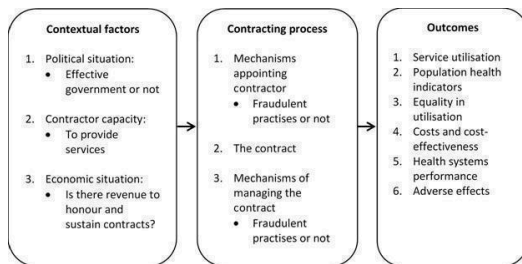 Contextual factors
1. Political situation:
• Effective
government or not
2. Contractor capacity:
• To provide
services
3. Economic situation:
• Is there revenue to
honour and
sustain contracts?
Contracting process
1. Mechanisms
appointing
contractor
• Fraudulent
practises or not
2. The contract
3. Mechanisms of
managing the
contract
• Fraudulent
practises or not
Outcomes
1. Service utilisation
2. Population health
indicators
3. Equality in
utilisation
4. Costs and cost-
effectiveness
5. Health systems
performance
6. Adverse effects